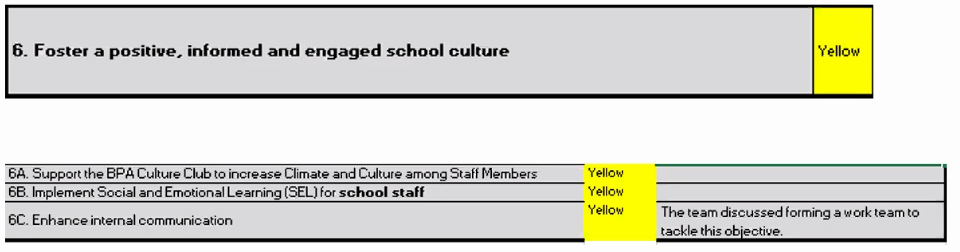 6. Foster a positive, informed and engaged school culture
Yellow
6A. Support the BPA Culture Club to increase Climate and Culture among Staff Members
Yellow
6B. Implement Social and Emotional Learning (SEL) for school staff
Yellow
6C. Enhance internal communication
Yellow
The team discussed forming a work team to
tackle this objective.